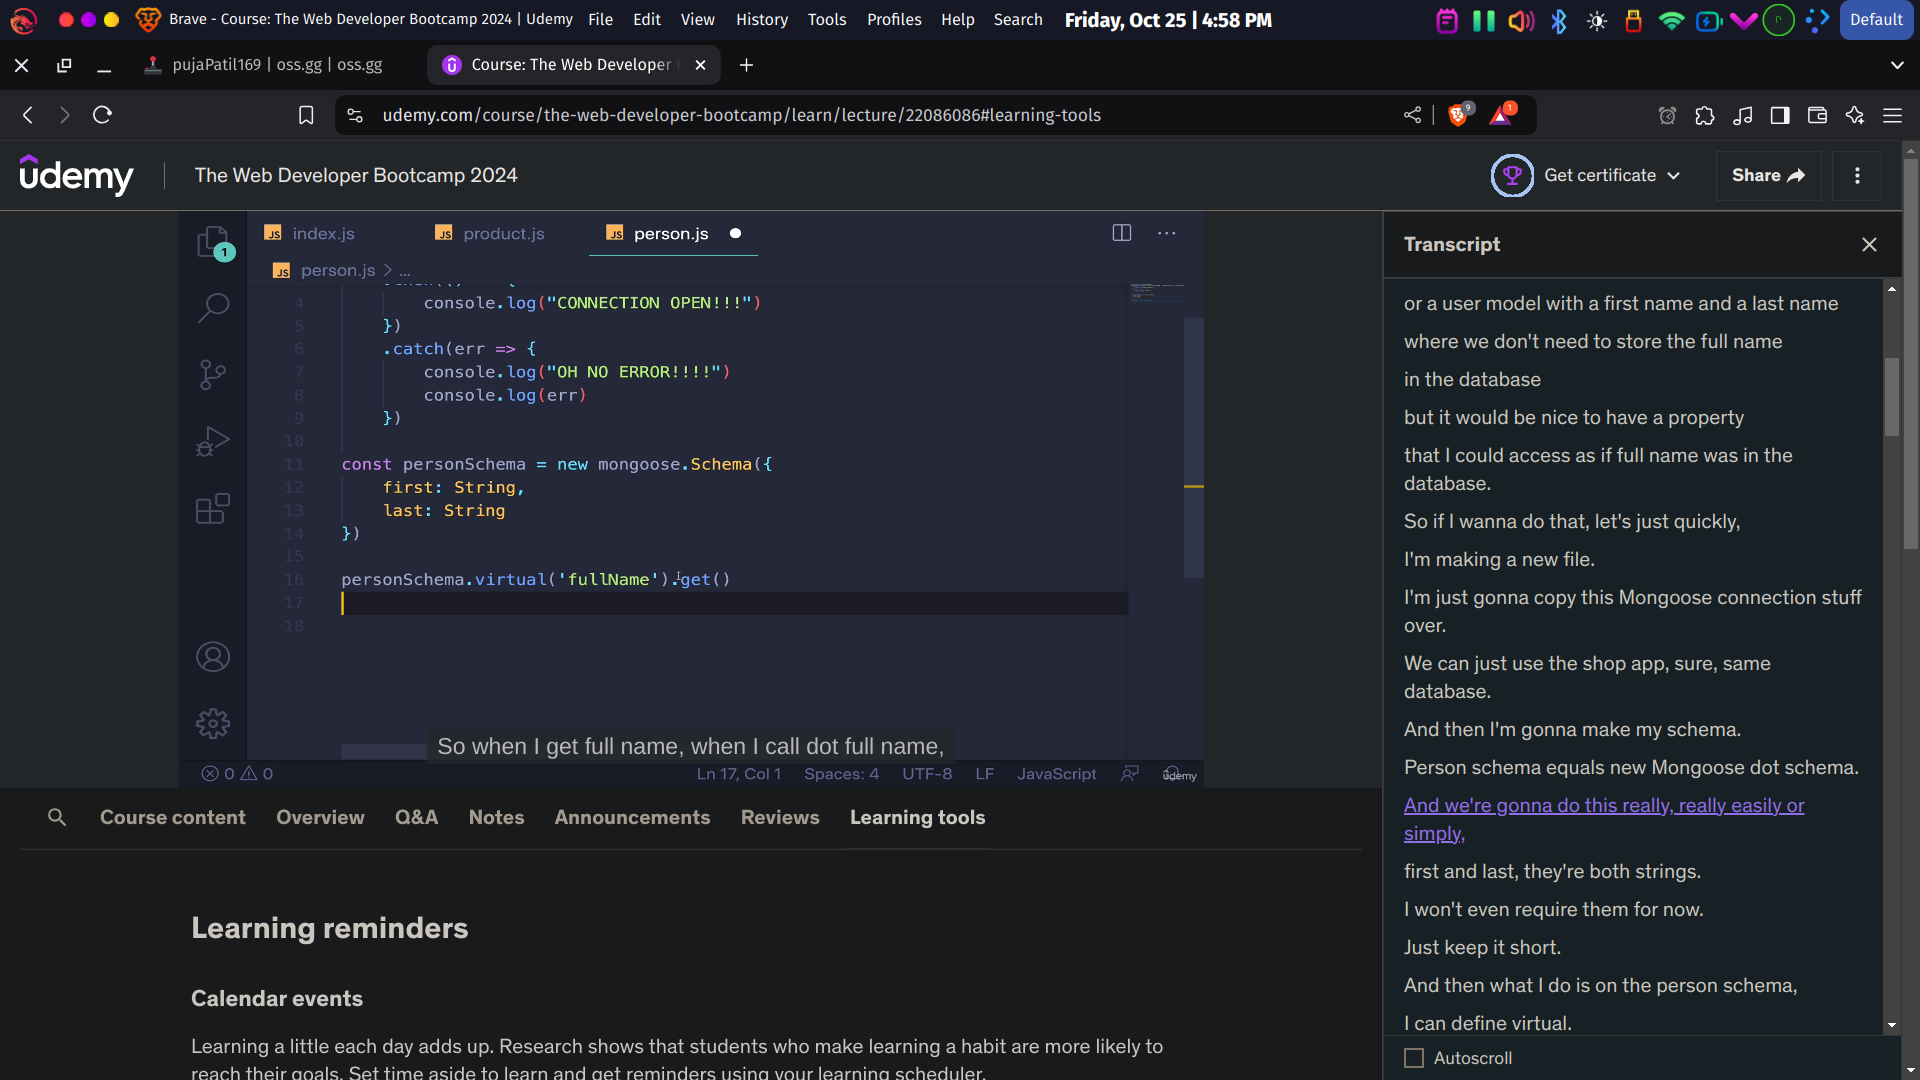 Brave - Course: The Web Developer Bootcamp 2024 | Udemy File Edit View History Tools Profiles Help Search Friday, Oct 25 | 4:58 PM Default
pujaPatil169 | oss.gg | oss.gg Course: The Web Developer
udemy.com/course/the-web-developer-bootcamp/learn/lecture/22086086#learning-tools 9 1
ûdemy The Web Developer Bootcamp 2024 Get certificate Share
1
JS index.js JS product.js JS person.js
JS person.js > ...
4 console.log("CONNECTION OPEN!!!")
5 })
6 .catch(err => {
7 console.log("OH NO ERROR!!!!")
8 console.log(err)
9 })
10
11 const personSchema = new mongoose.Schema({
12 first: String,
13 last: String
14 })
15
16 personSchema.virtual('fullName').get()
17
18
So when I get full name, when I call dot full name,
0 0 Ln 17, Col 1 Spaces: 4 UTF-8 LF JavaScript ûdemy
Course content Overview Q&A Notes Announcements Reviews Learning tools
Learning reminders
Calendar events
Learning a little each day adds up. Research shows that students who make learning a habit are more likely to
reach their goals. Set time aside to learn and get reminders using your learning scheduler.
Transcript
or a user model with a first name and a last name
where we don't need to store the full name
in the database
but it would be nice to have a property
that I could access as if full name was in the
database.
So if I wanna do that, let's just quickly,
I'm making a new file.
I'm just gonna copy this Mongoose connection stuff
over.
We can just use the shop app, sure, same
database.
And then I'm gonna make my schema.
Person schema equals new Mongoose dot schema.
And we're gonna do this really, really easily or
simply,
first and last, they're both strings.
I won't even require them for now.
Just keep it short.
And then what I do is on the person schema,
I can define virtual.
Autoscroll